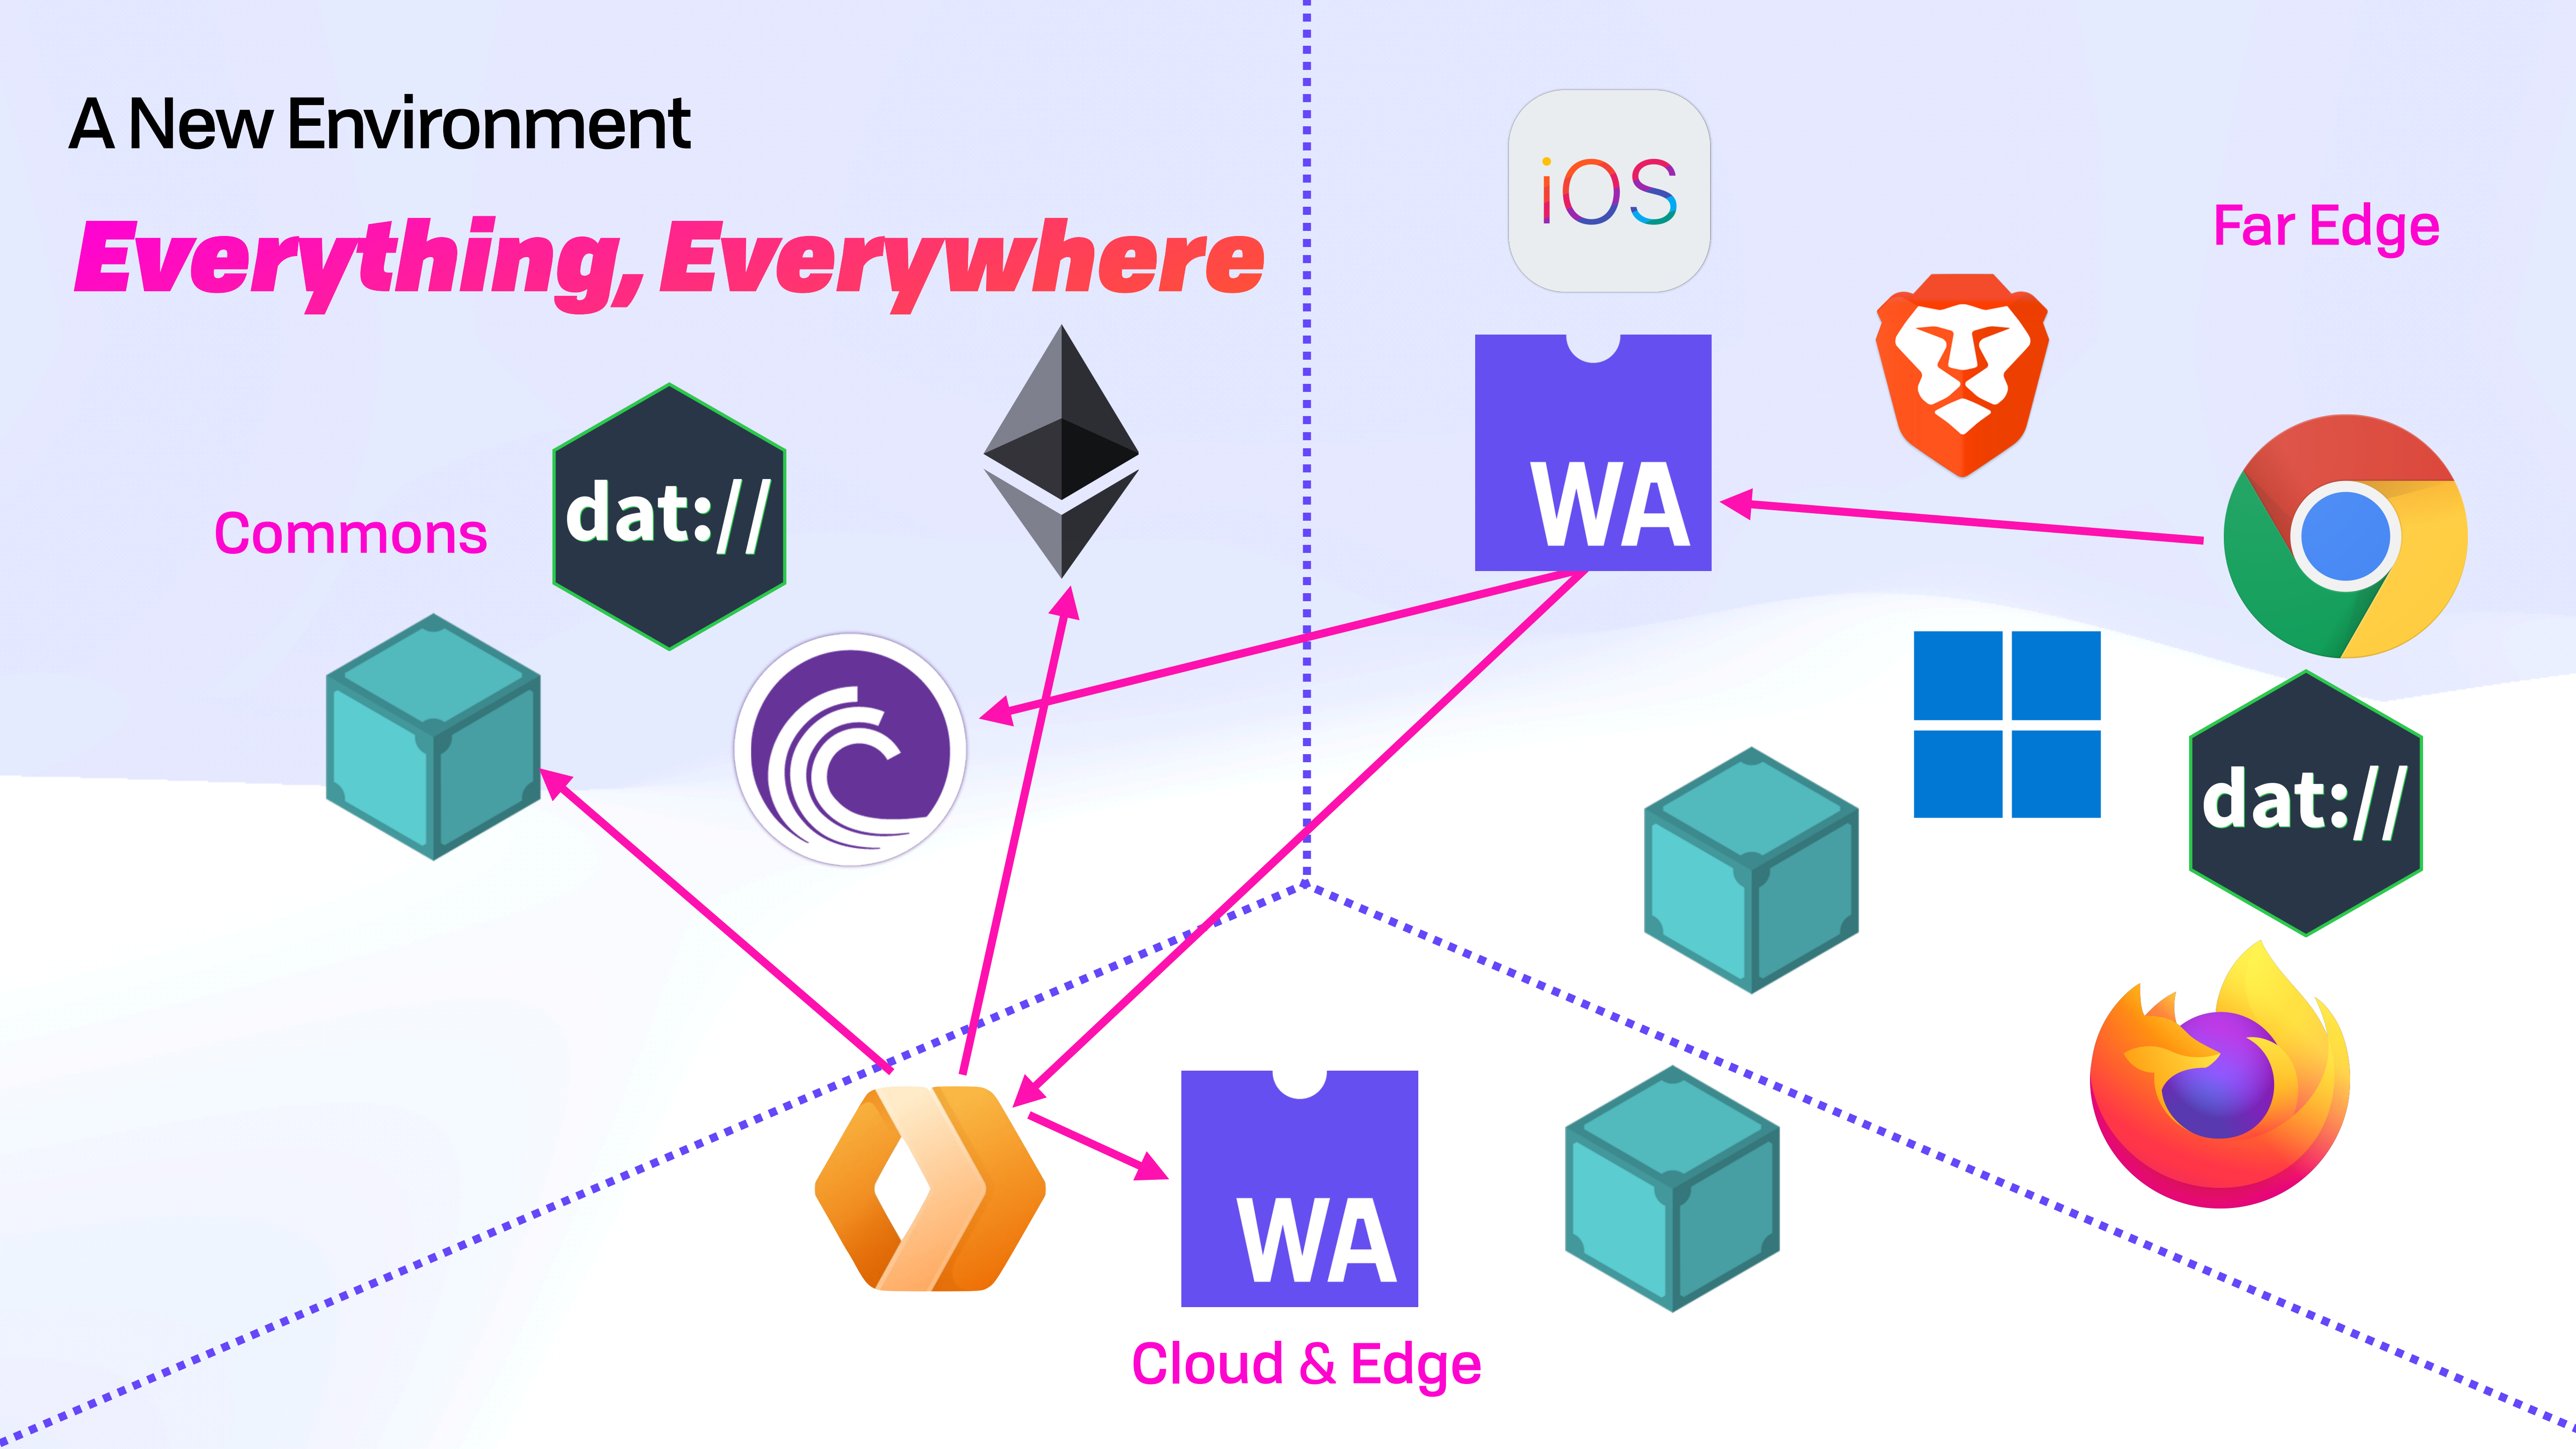 A New Environment
Everything, Everywhere
iOS
Far Edge
WA
Commons
dat://
dat://
WA
Cloud & Edge